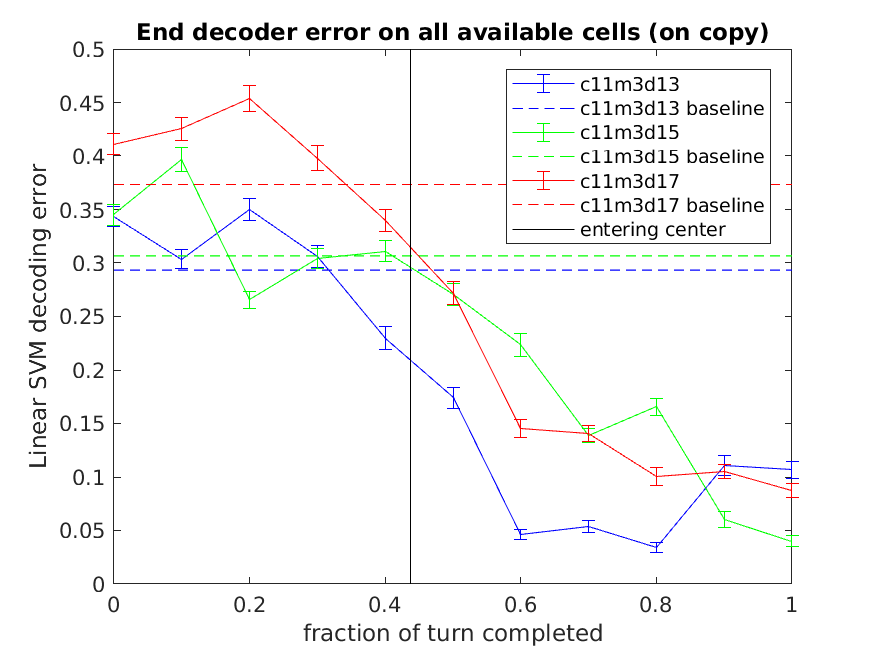 End decoder error on all available cells (on copy)
0.5
0.45
0.4
0.35
0.3
0.25
0.2
0.15
0.1
0.05
0
Linear SVM decoding error
c11m3d13
c11m3d13 baseline
c11m3d15
c11m3d15 baseline
c11m3d17
c11m3d17 baseline
entering center
0 0.2 0.4 0.6 0.8 1
fraction of turn completed